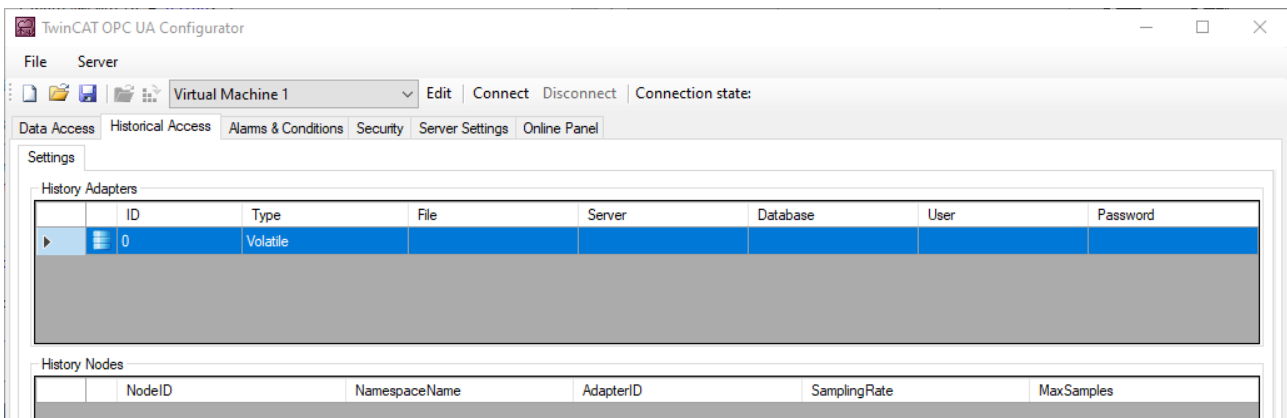 TwinCAT OPC UA Configurator
File Server
Virtual Machine 1 Edit Connect Disconnect Connection state:
Data Access Historical Access Alarms & Conditions Security Server Settings Online Panel
Settings
History Adapters
ID Type File Server Database User Password
0 Volatile
History Nodes
NodeID NamespaceName AdapterID SamplingRate MaxSamples